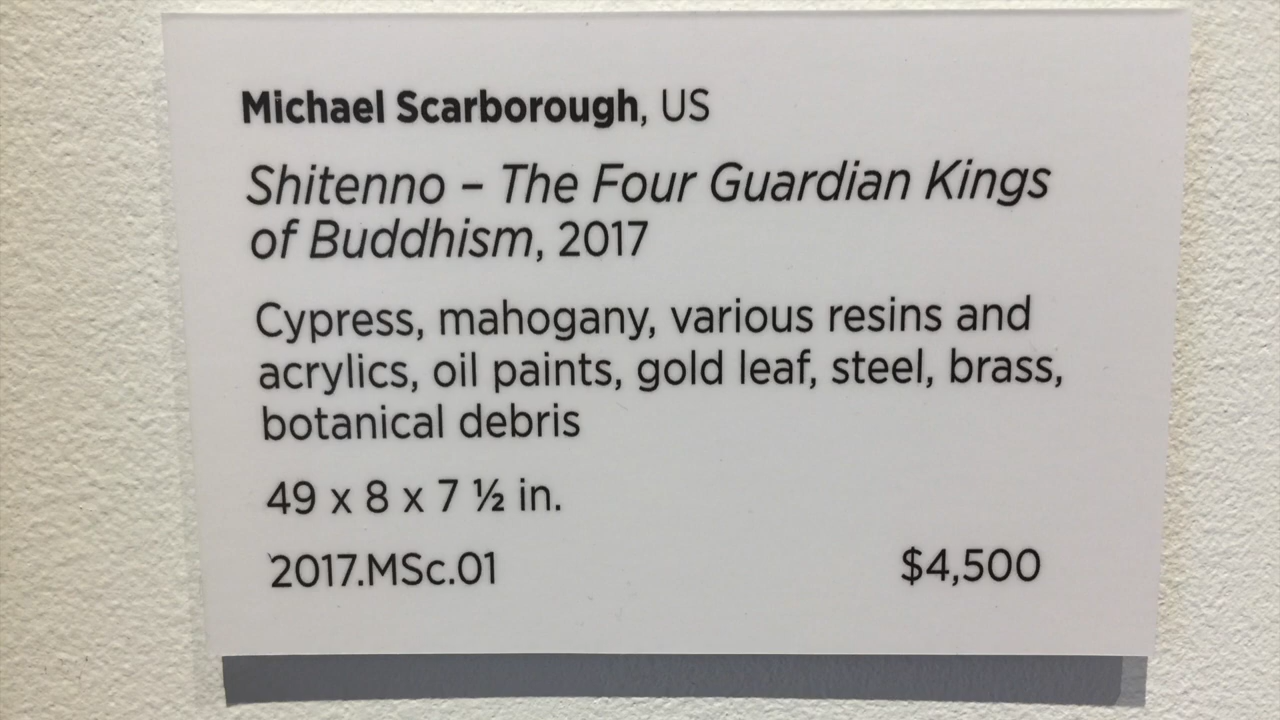 Michael Scarborough, US
Shitenno – The Four Guardian Kings
of Buddhism, 2017
Cypress, mahogany, various resins and
acrylics, oil paints, gold leaf, steel, brass,
botanical debris
49 x 8 x 7 ½ in.
2017.MSc.01 $4,500